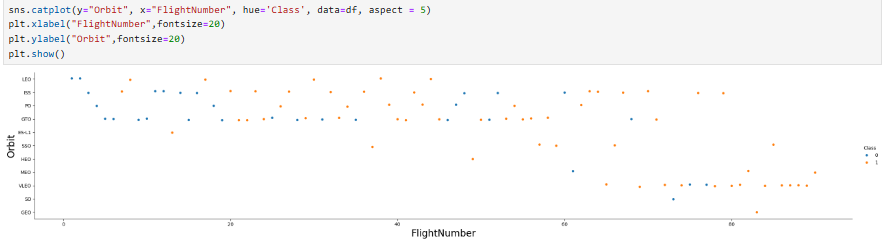 sns.catplot(y="Orbit", x="FlightNumber", hue='Class', data=df, aspect = 5)
plt.xlabel("FlightNumber",fontsize=20)
plt.ylabel("Orbit",fontsize=20)
plt.show()
LEO
ISS
PO
GTO
ES-L1
SSO
HEO
MEO
VLEO
SO
GEO
Orbit
0
20
40
60
80
FlightNumber
Class
0
1